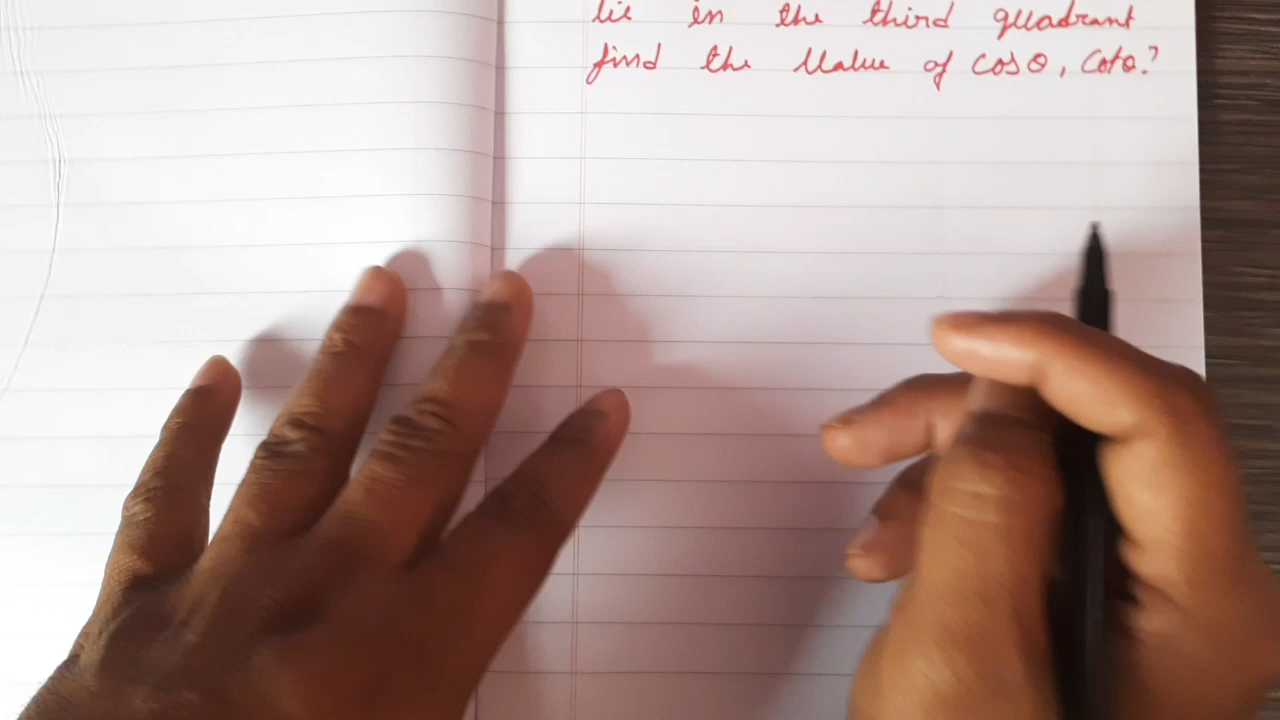 lie in the third quadrant
find the Value of cosθ, Cotθ.?